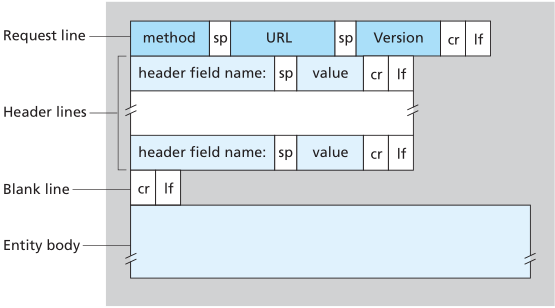 Request line method sp URL sp Version cr lf
header field name: sp value cr lf
Header lines
header field name: sp value cr lf
Blank line cr lf
Entity body